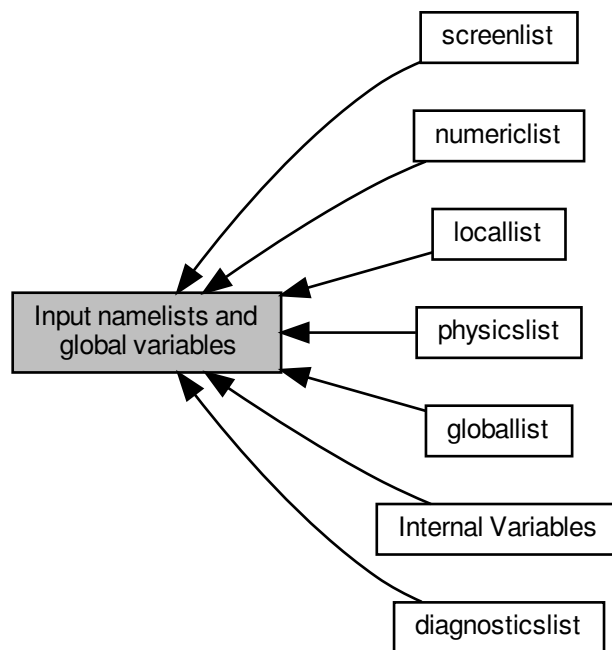 screenlist
numericlist
locallist
Input namelists and
global variables
physicslist
globallist
Internal Variables
diagnosticslist